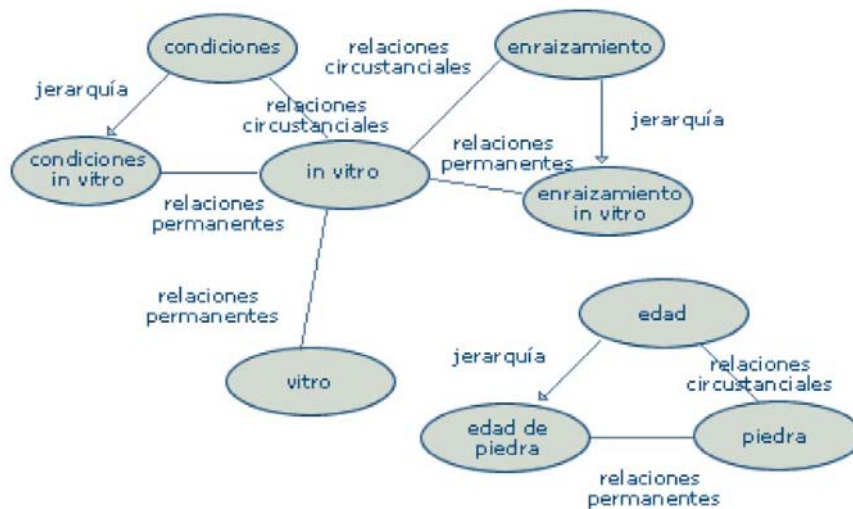 condiciones
relaciones
circustanciales
enraizamiento
jerarquía
relaciones
circustanciales
jerarquía
condiciones
in vitro
in vitro
relaciones
permanentes
enraizamiento
in vitro
relaciones
permanentes
relaciones
permanentes
vitro
edad
jerarquía
relaciones
circustanciales
edad de
piedra
piedra
relaciones
permanentes